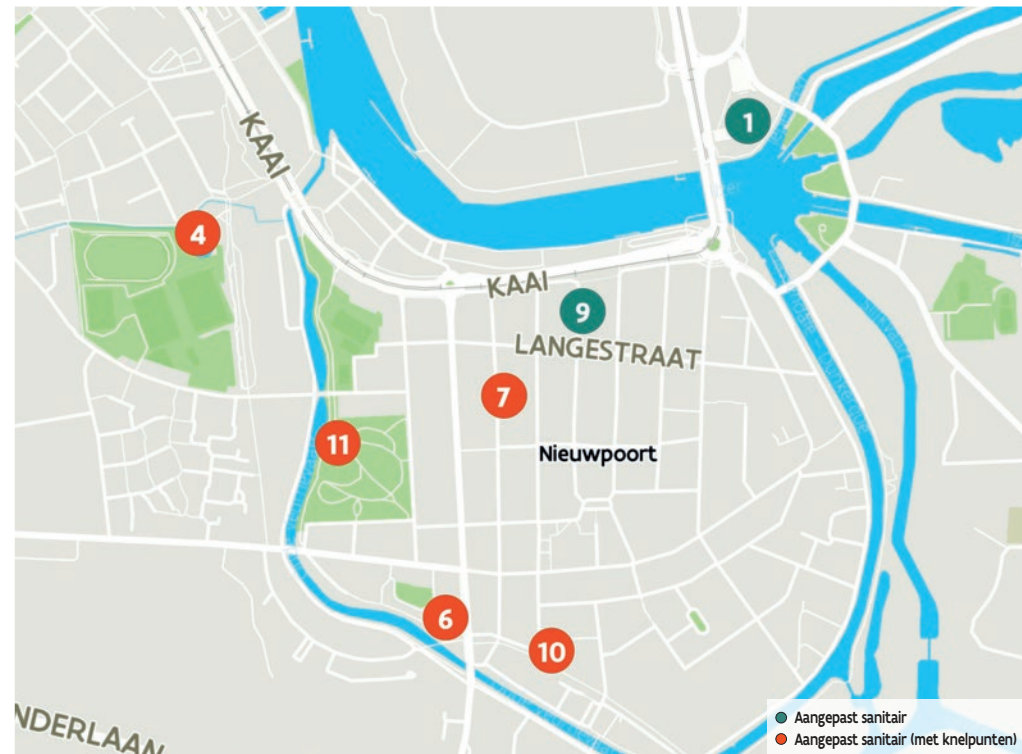 KAAI
1
4
KAAI
9
LANGESTRAAT
7
Nieuwpoort
11
6
10
NDERLAAN
Aangepast sanitair
Aangepast sanitair (met knelpunten)